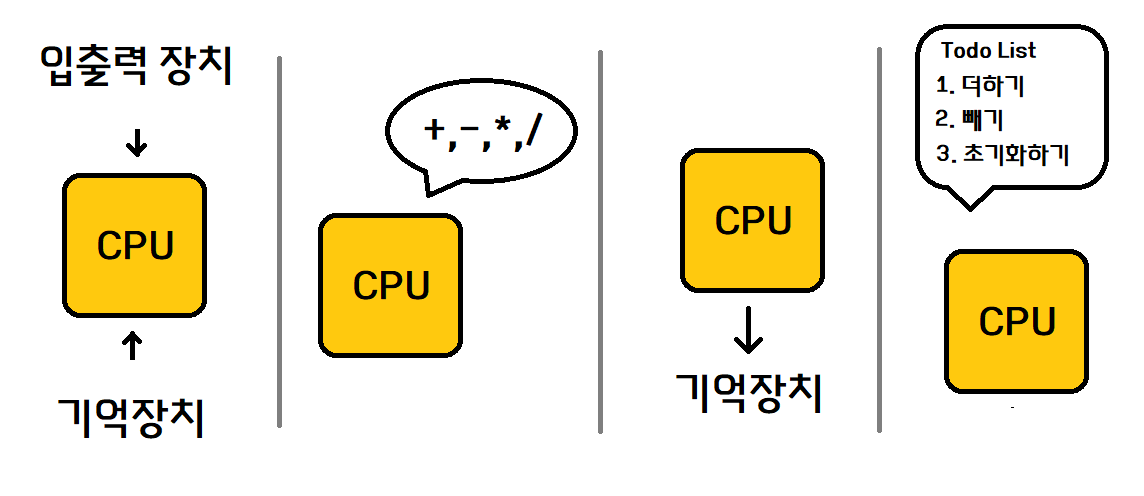 입출력 장치
CPU
기억장치
+,-,*,/
CPU
CPU
기억장치
Todo List
1. 더하기
2. 빼기
3. 초기화하기
CPU